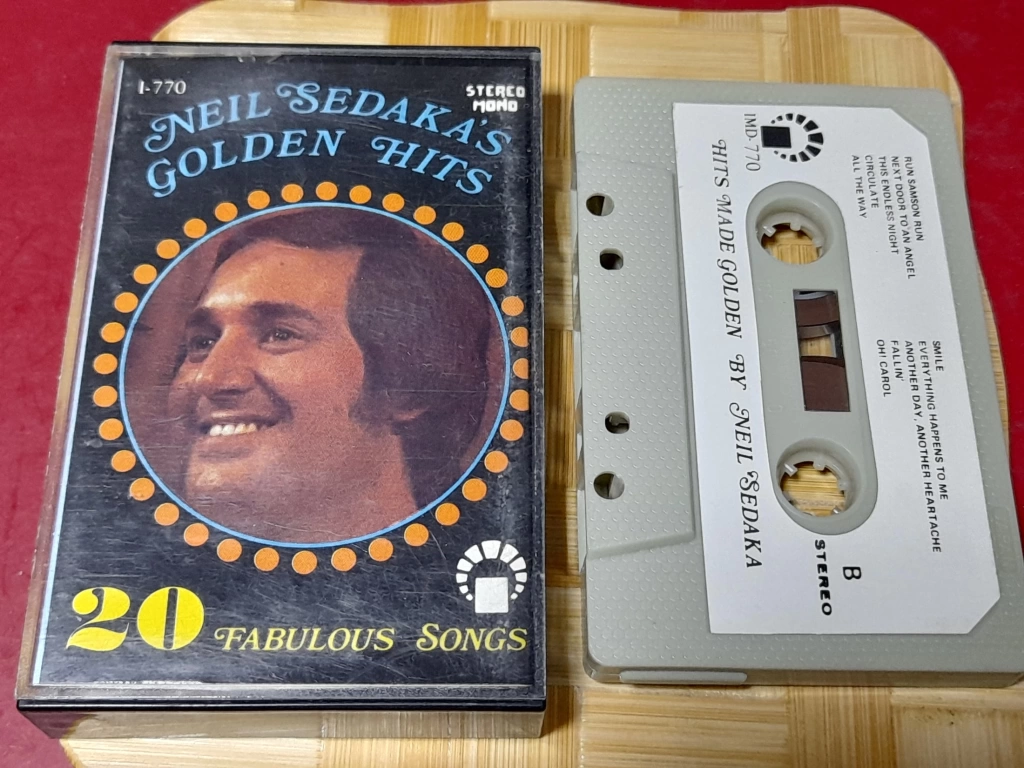 I-770
STEREO
MONO
NEIL SEDAKA'S
GOLDEN HITS
20 FABULOUS SONGS
IMD-770
HITS MADE GOLDEN BY NEIL SEDAKA
RUN SAMSON RUN
NEXT DOOR TO AN ANGEL
THIS ENDLESS NIGHT
CIRCULATE
ALL THE WAY
SMILE
EVERYTHING HAPPENS TO ME
ANOTHER DAY, ANOTHER HEARTACHE
FALLIN'
OH! CAROL
B
STEREO